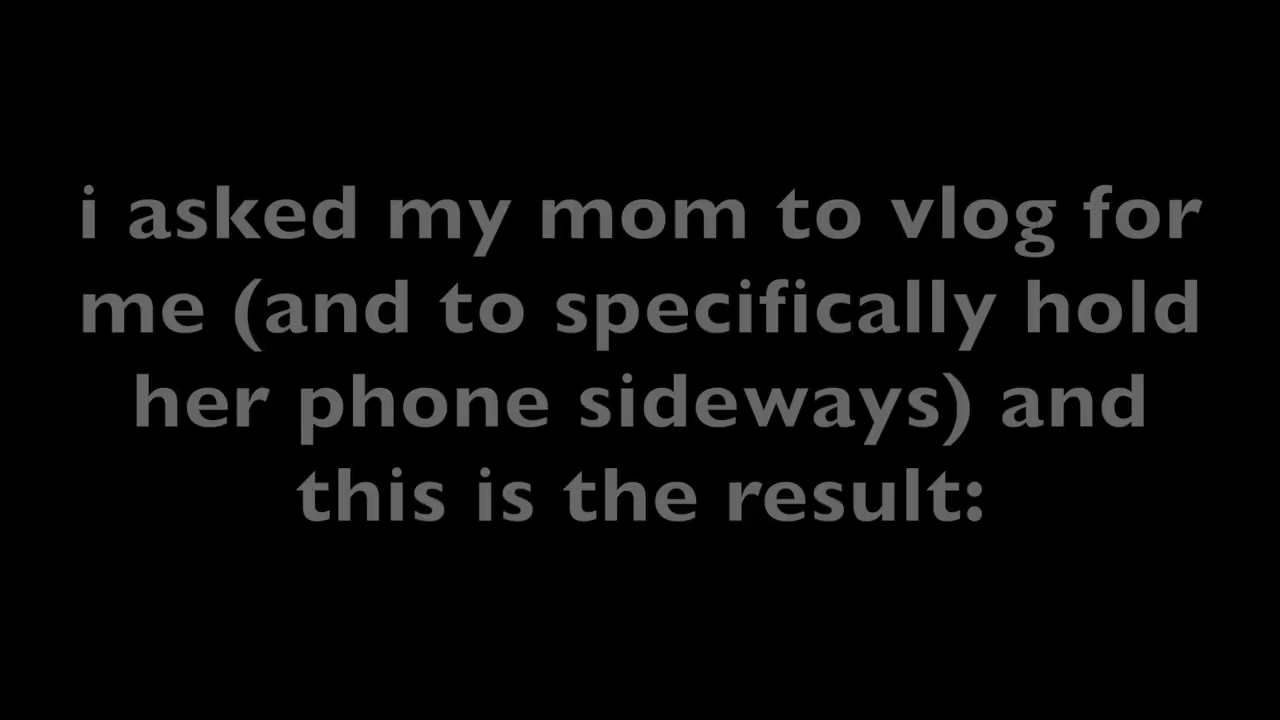 i asked my mom to vlog for
me (and to specifically hold
her phone sideways) and
this is the result: